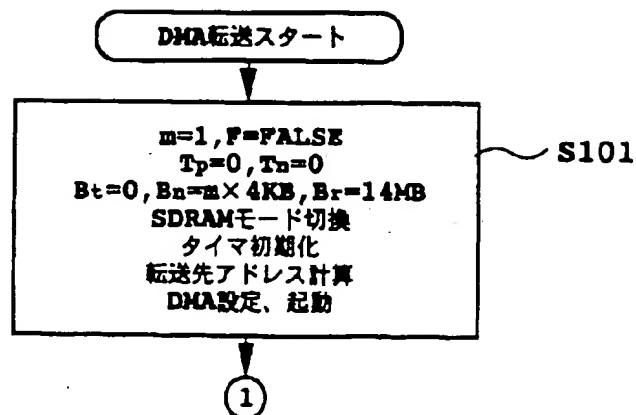 DMA転送スタート
m=1,F=FALSE
Tp=0,Tn=0
Bt=0,Bn=m×4KB,Br=14MB
SDRAMモード切換
タイマ初期化
転送先アドレス計算
DMA設定、起動
S101
1